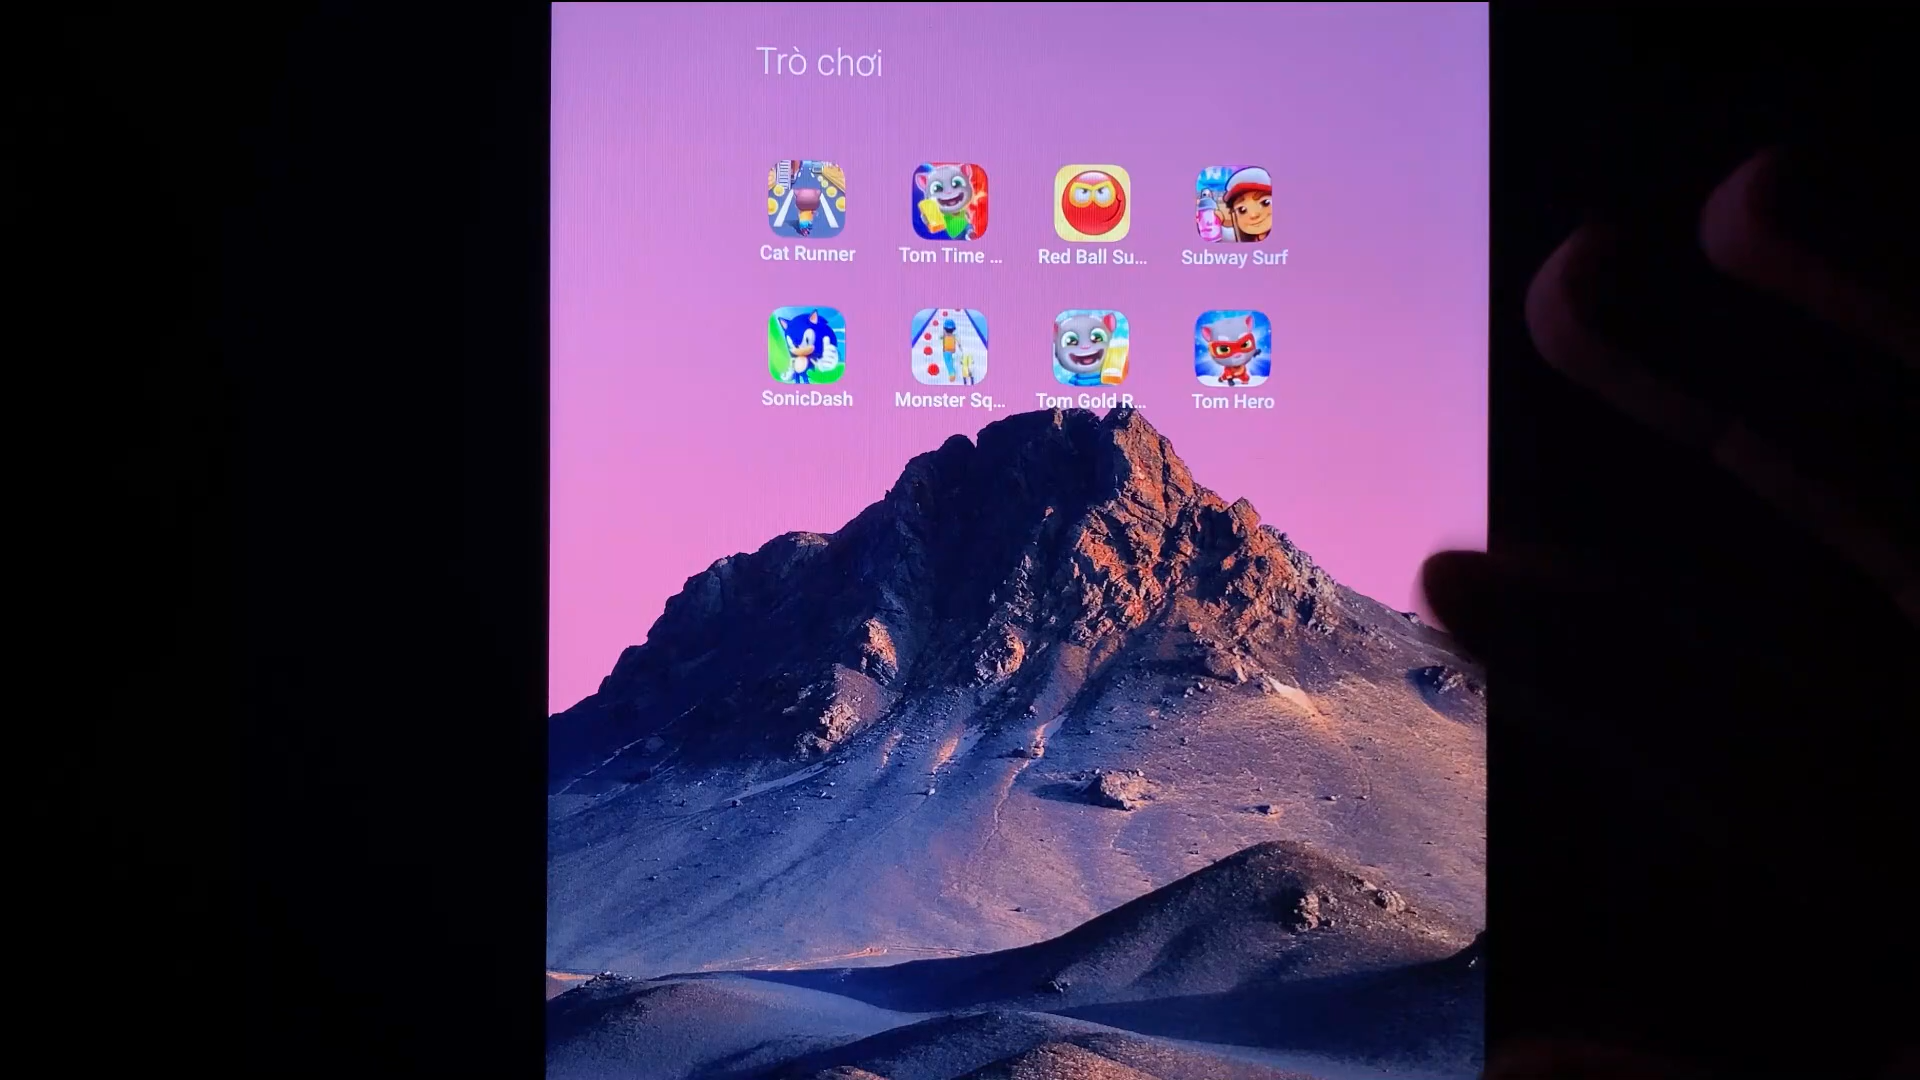 Trò chơi
Cat Runner
Tom Time ...
Red Ball Su...
Subway Surf
SonicDash
Monster Sq...
Tom Gold R...
Tom Hero